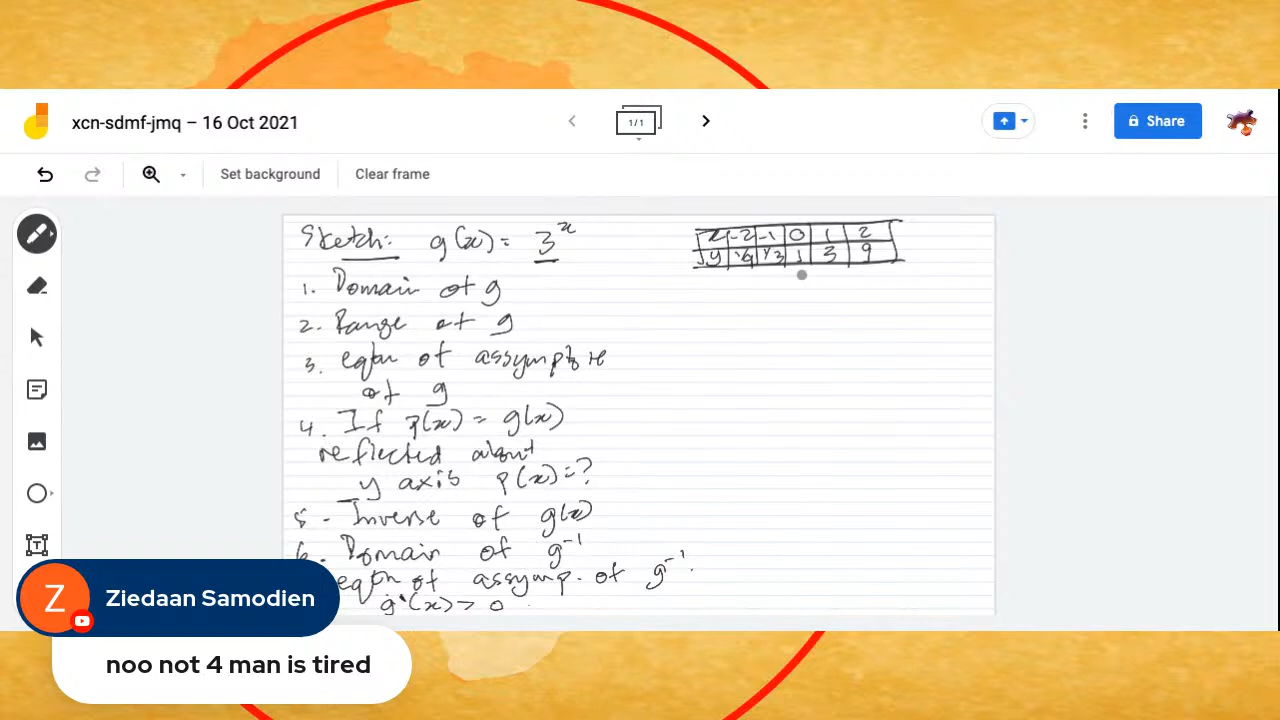 xcn-sdmf-jmq – 16 Oct 2021
1/1
Share
Set background
Clear frame
Sketch: g(x) = 3^x
x -2 -1 0 1 2
y 1/9 1/3 1 3 9
1. Domain of g
2. Range of g
3. eqtn of assymptote
of g
4. If p(x) = g(x)
reflected about
y axis p(x) = ?
5 - Inverse of g(x)
6. Domain of g^-1
eqtn of assymp. of g^-1.
(x) > 0
Z
Ziedaan Samodien
noo not 4 man is tired
T